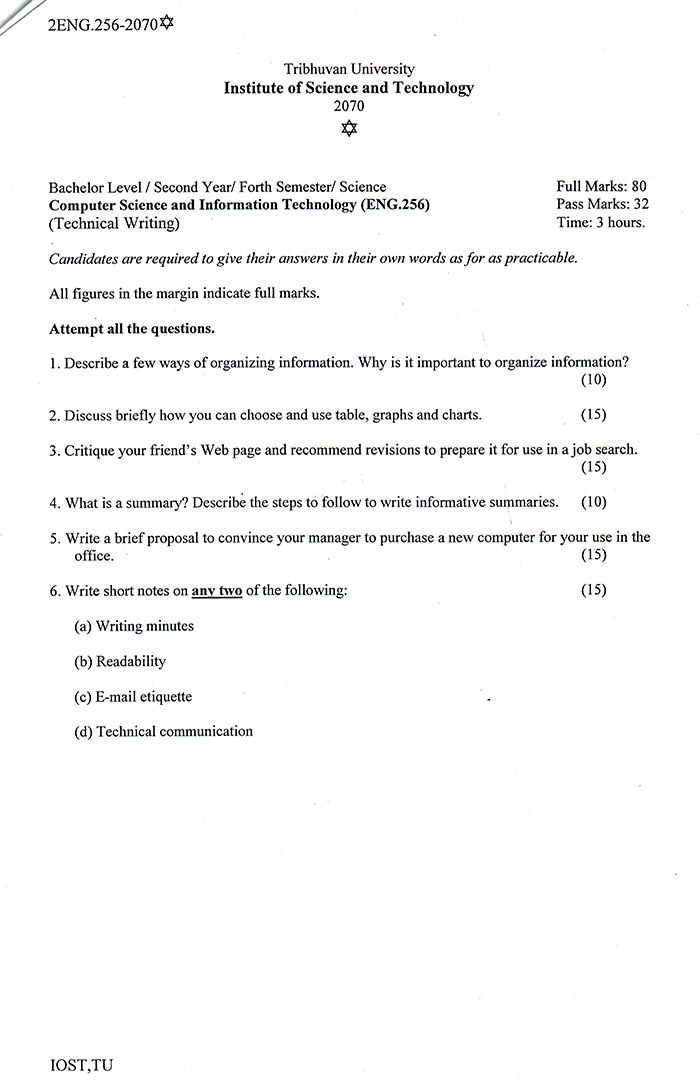 2ENG.256-2070✡
Tribhuvan University
Institute of Science and Technology
2070
✡
Bachelor Level / Second Year/ Forth Semester/ Science Full Marks: 80
Computer Science and Information Technology (ENG.256) Pass Marks: 32
(Technical Writing) Time: 3 hours.
Candidates are required to give their answers in their own words as for as practicable.
All figures in the margin indicate full marks.
Attempt all the questions.
1. Describe a few ways of organizing information. Why is it important to organize information?
(10)
2. Discuss briefly how you can choose and use table, graphs and charts. (15)
3. Critique your friend's Web page and recommend revisions to prepare it for use in a job search.
(15)
4. What is a summary? Describe the steps to follow to write informative summaries. (10)
5. Write a brief proposal to convince your manager to purchase a new computer for your use in the
office. (15)
6. Write short notes on any two of the following: (15)
(a) Writing minutes
(b) Readability
(c) E-mail etiquette
(d) Technical communication
IOST,TU